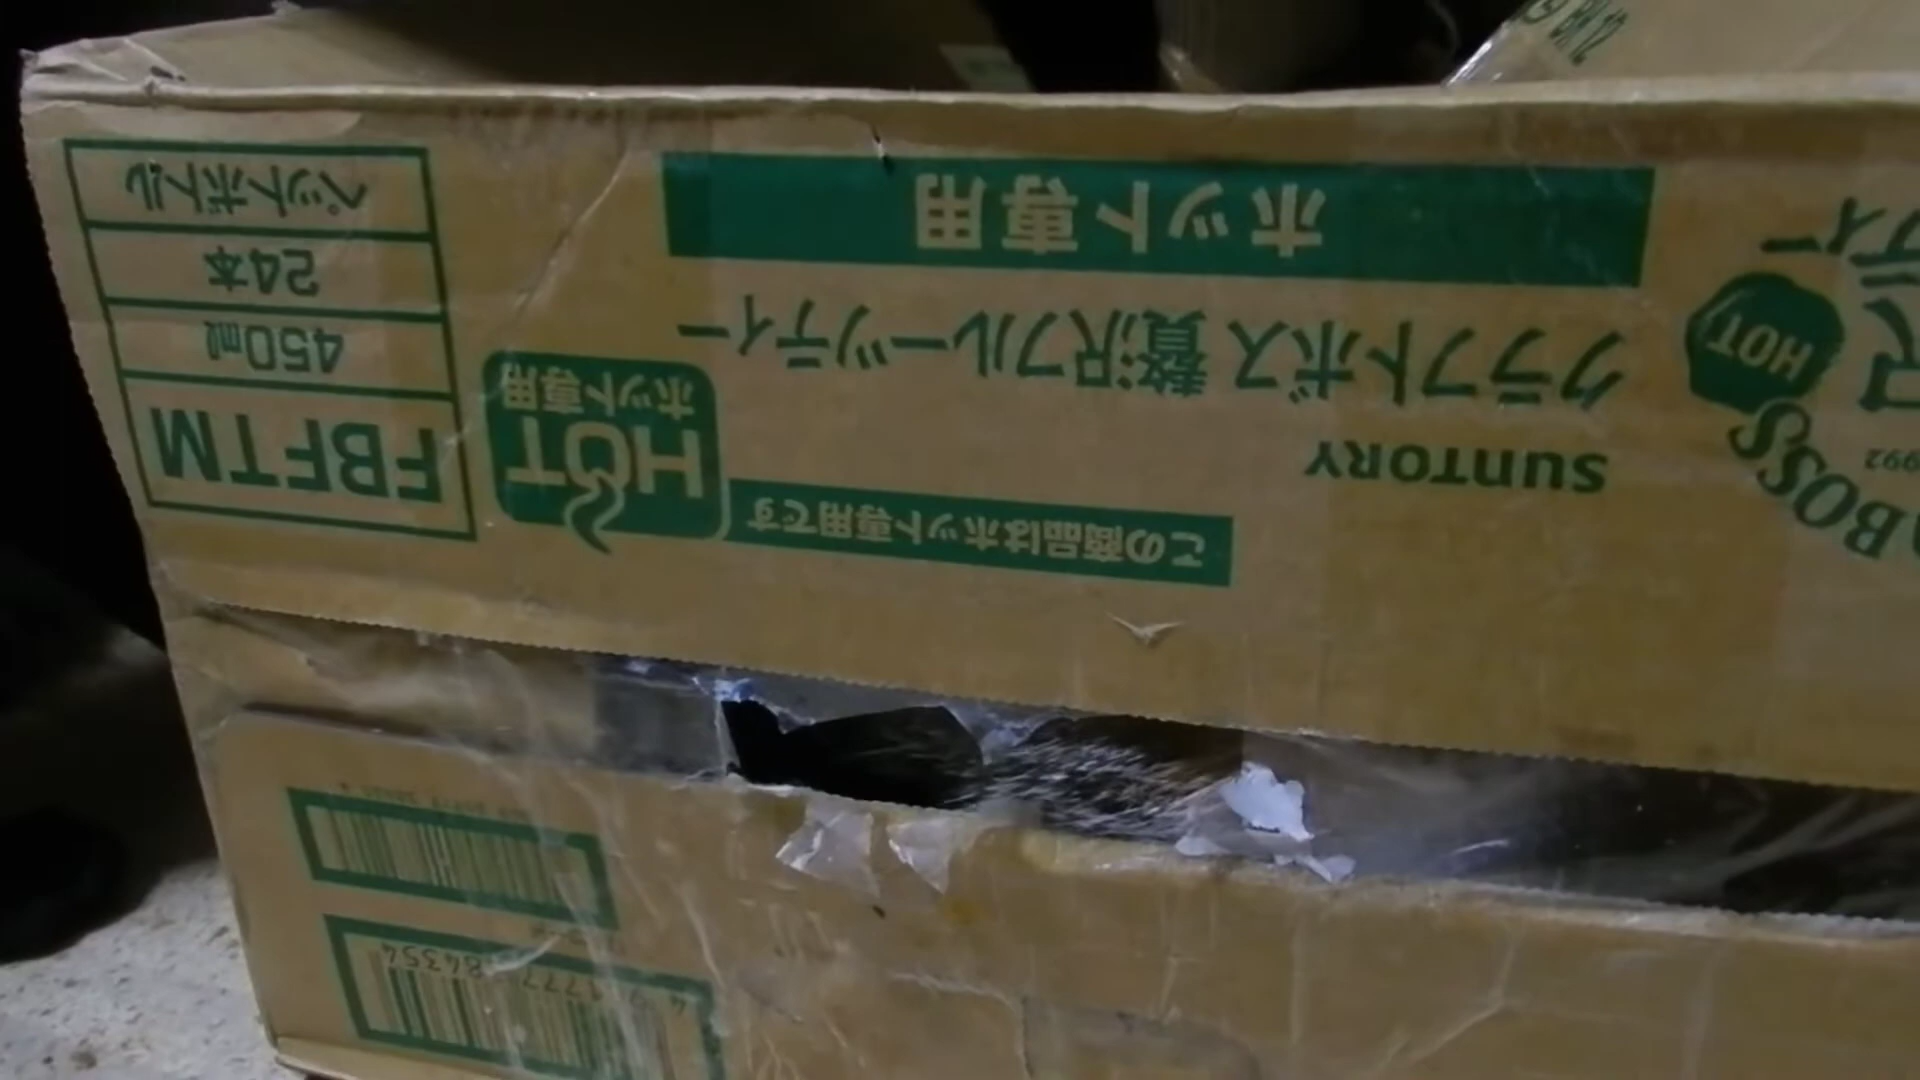 FBFTM
450㎖
24本
ペットボトル
HOT
ホット専用
この商品はホット専用です
SUNTORY
クラフトボス 贅沢フルーツティー
ホット専用
BOSS
HOT!
992
84354